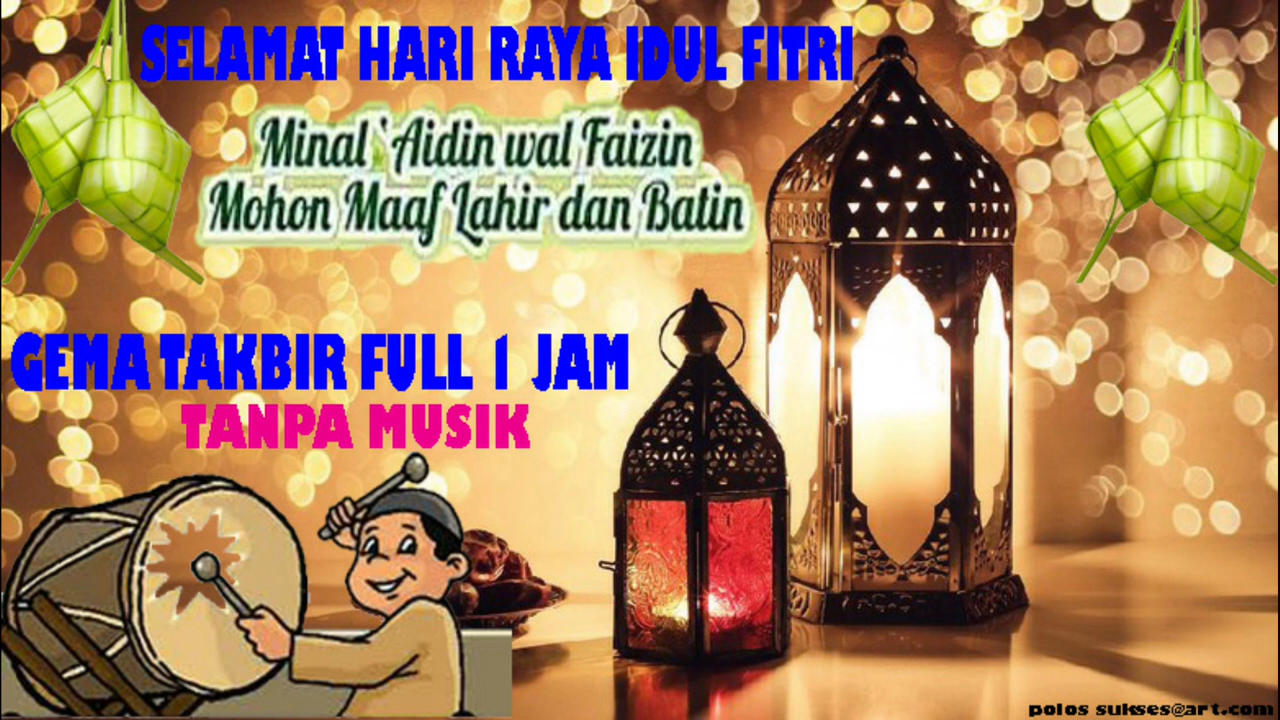 SELAMAT HARI RAYA IDUL FITRI
Minal `Aidin wal Faizin
Mohon Maaf Lahir dan Batin
GEMA TAKBIR FULL 1 JAM
TANPA MUSIK
polos sukses@art.com